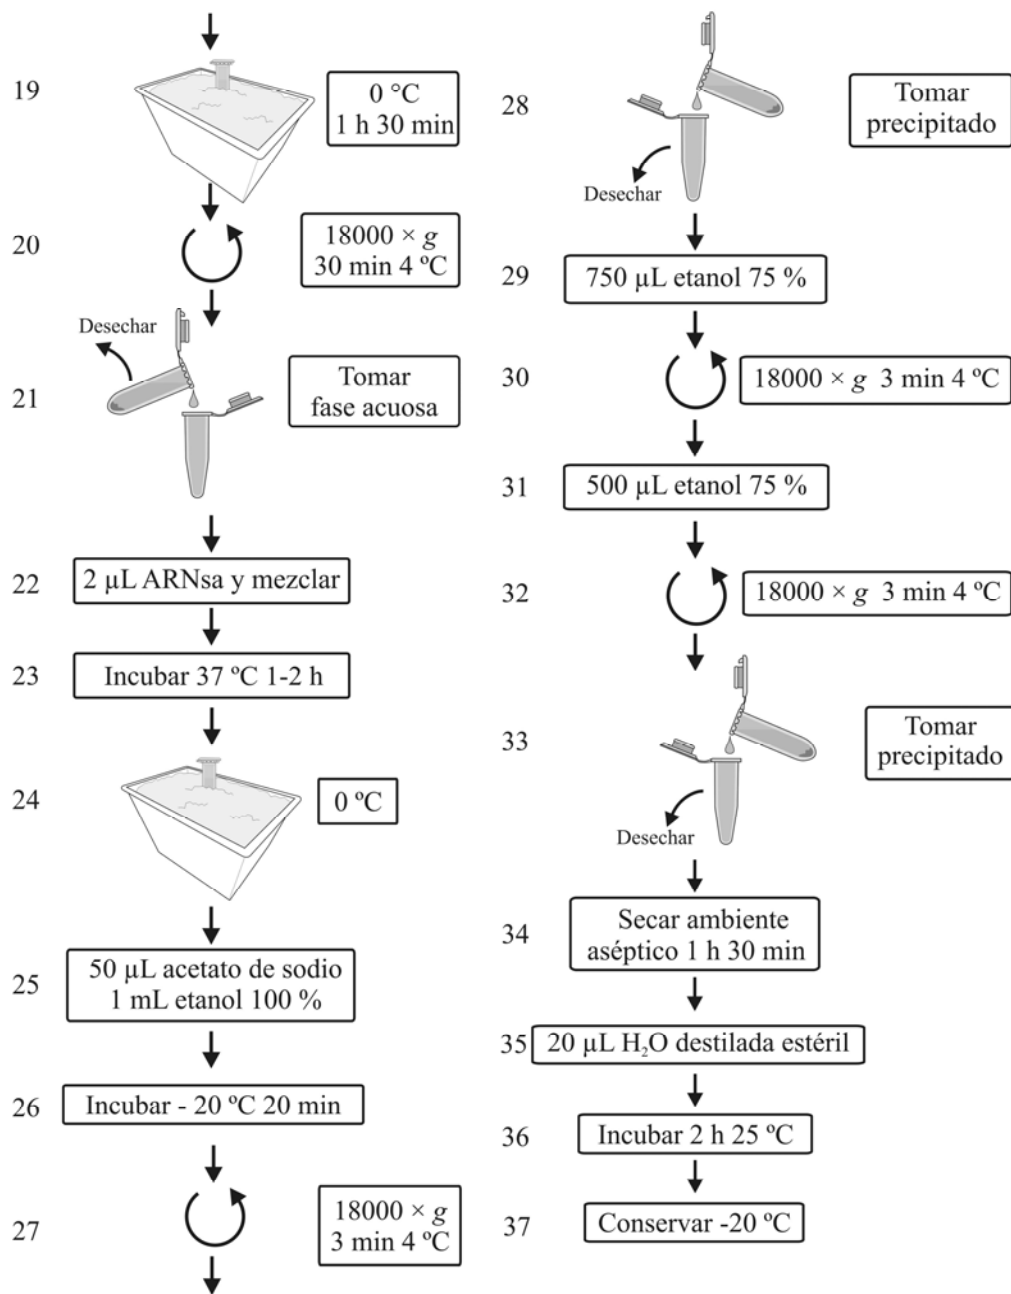 19
0 °C
1 h 30 min
20
18000 × g
30 min 4 ºC
Desechar
21
Tomar
fase acuosa
22
2 µL ARNsa y mezclar
23
Incubar 37 ºC 1-2 h
24
0 ºC
25
50 µL acetato de sodio
1 mL etanol 100 %
26
Incubar - 20 ºC 20 min
27
18000 × g
3 min 4 ºC
28
Tomar
precipitado
Desechar
29
750 µL etanol 75 %
30
18000 × g 3 min 4 ºC
31
500 µL etanol 75 %
32
18000 × g 3 min 4 ºC
33
Tomar
precipitado
Desechar
34
Secar ambiente
aséptico 1 h 30 min
35
20 µL H₂O destilada estéril
36
Incubar 2 h 25 ºC
37
Conservar -20 ºC